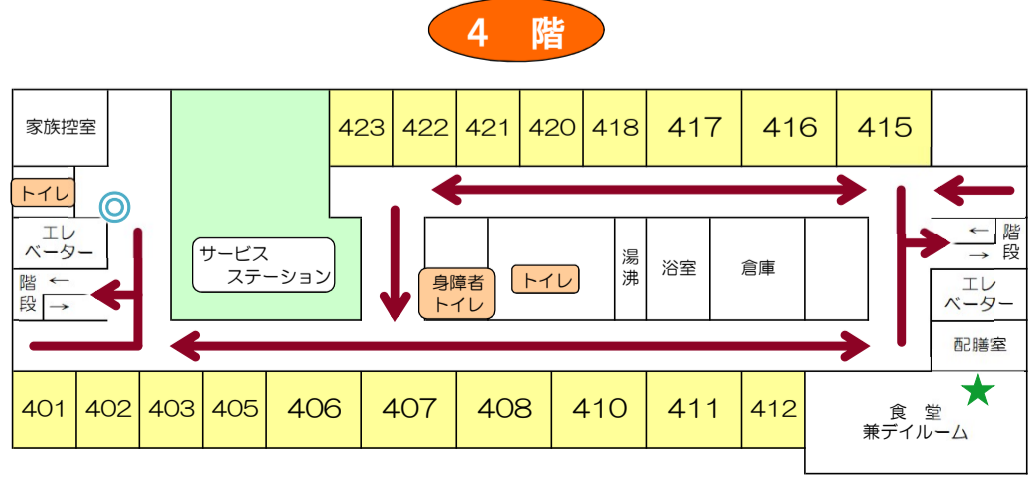 4 階
家族控室
423
422
421
420
418
417
416
415
トイレ
エレ
ベーター
階
段
←
→
サービス
ステーション
身障者
トイレ
トイレ
湯
沸
浴室
倉庫
←
→
階
段
エレ
ベーター
配膳室
401
402
403
405
406
407
408
410
411
412
食 堂
兼デイルーム